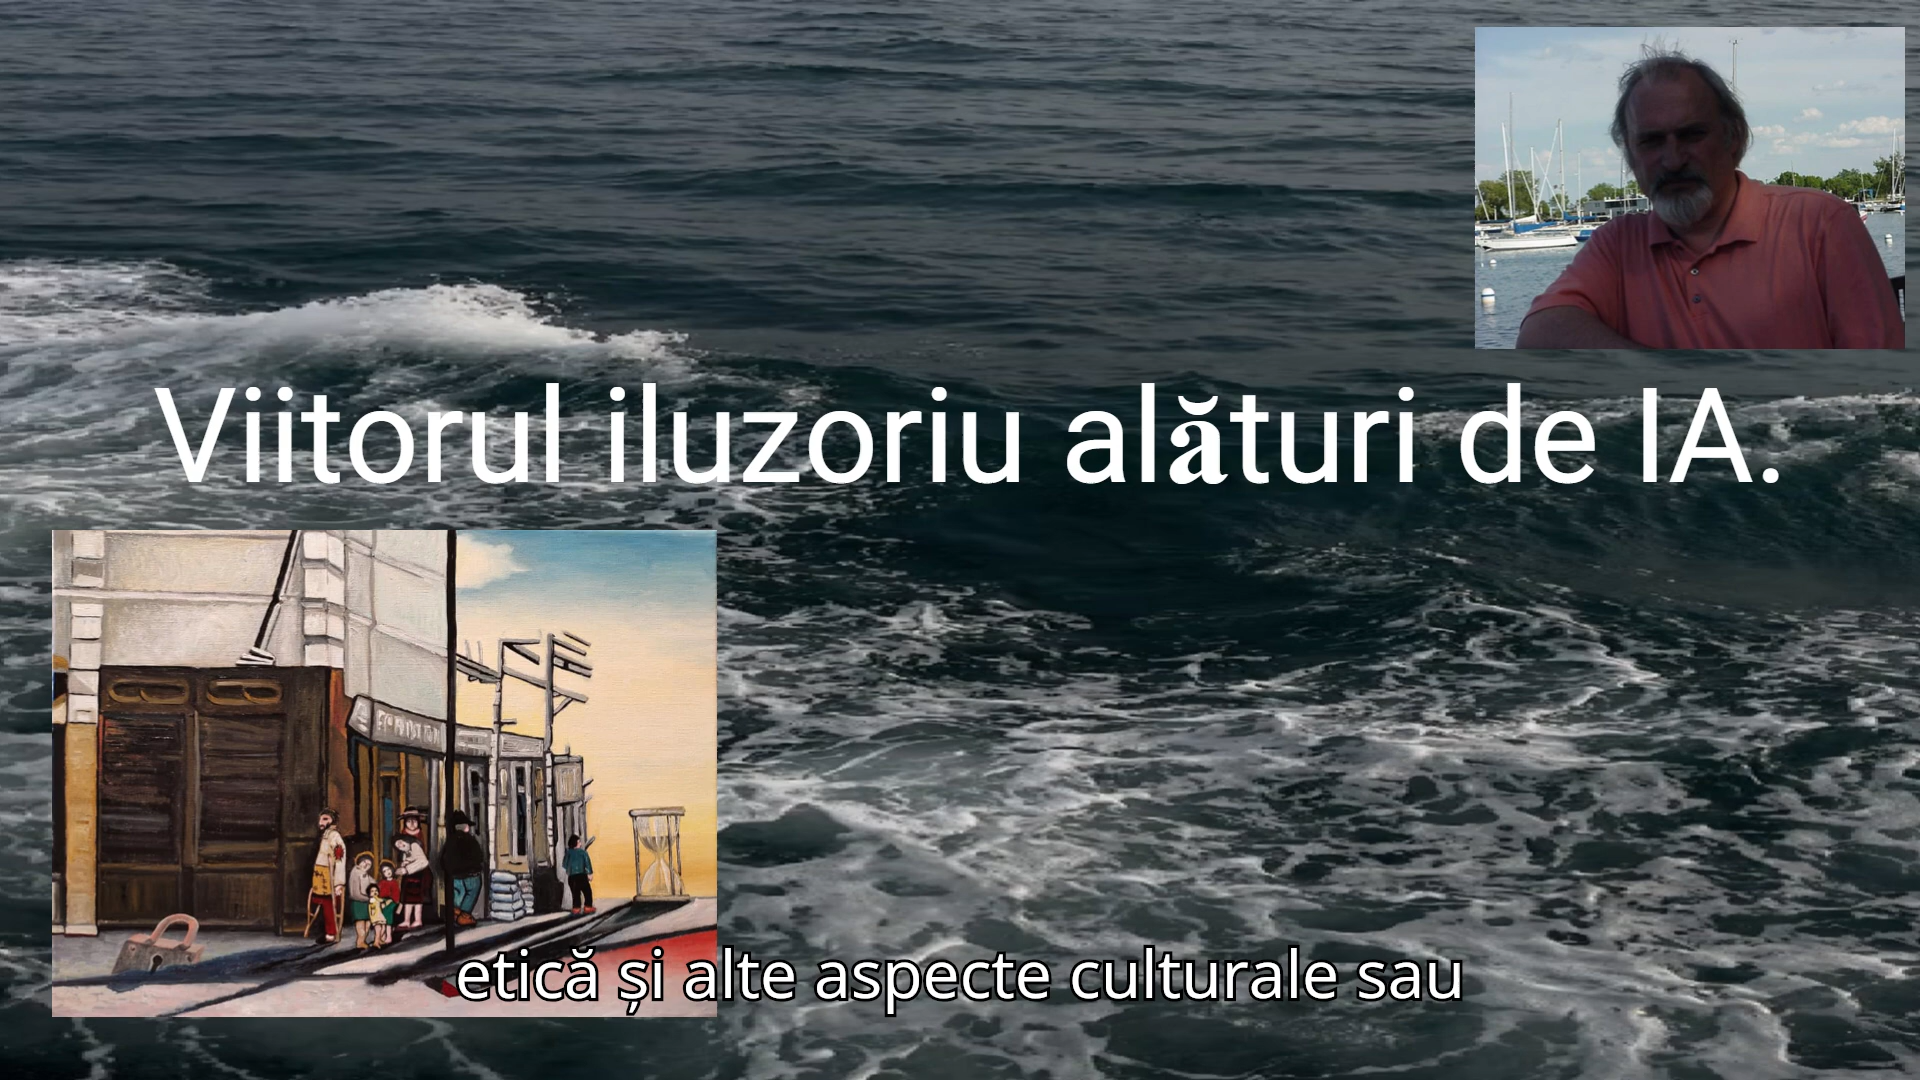 Viitorul iluzoriu alături de IA.
etică și alte aspecte culturale sau